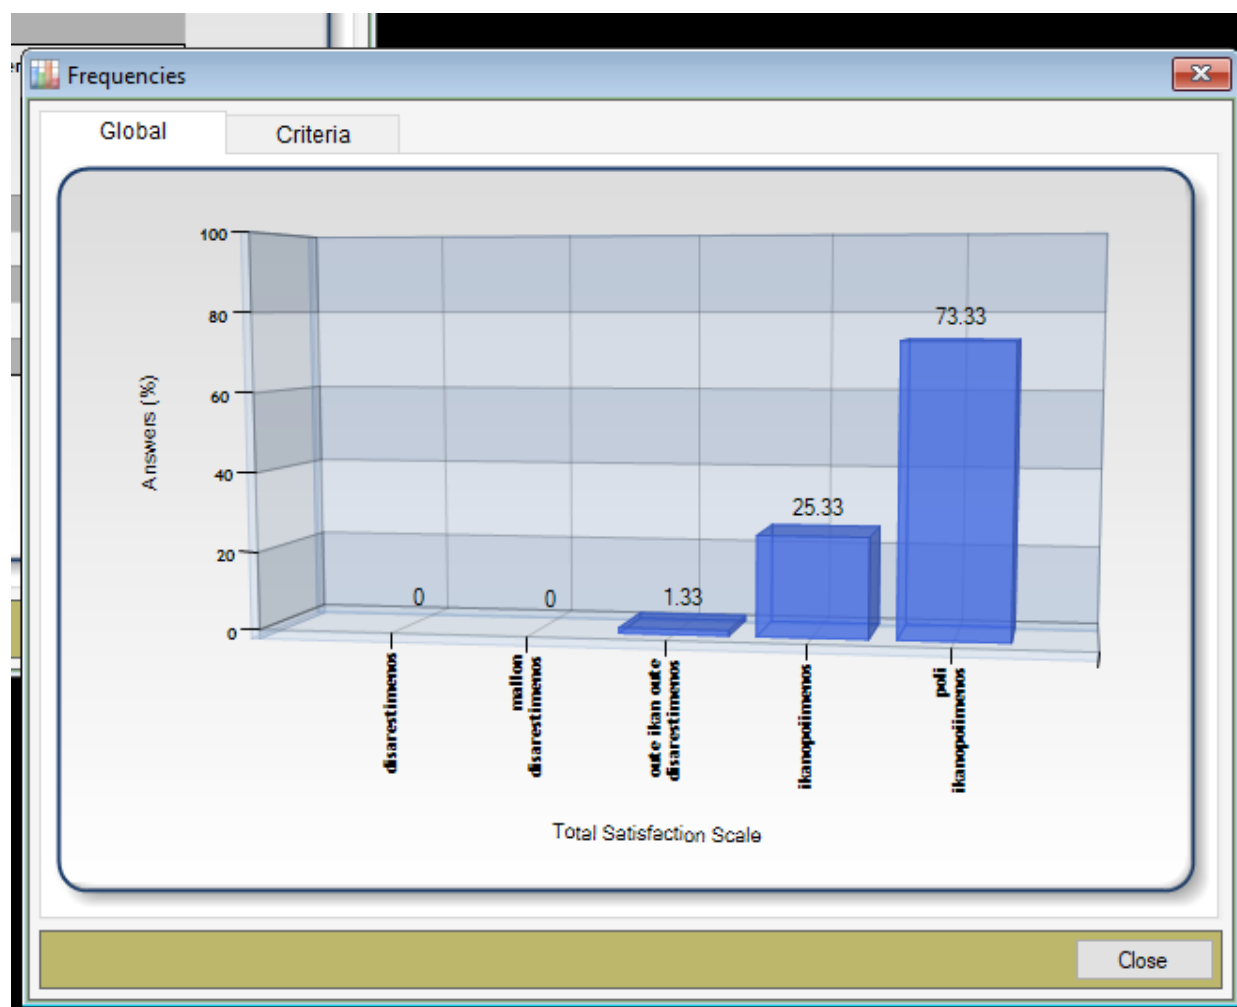 Frequencies
Global
Criteria
100
80
60
40
20
0
Answers (%)
0
0
1.33
25.33
73.33
disarestimenos
mallon
disarestimenos
oute ikan oute
disarestimenos
ikanopoiimenos
poli
ikanopoiimenos
Total Satisfaction Scale
Close